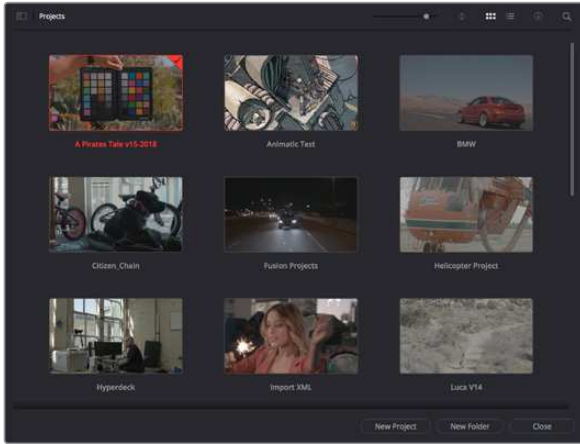 Projects
A Pirates Tale v15-2018
Animatic Test
BMW
Citizen_Chain
Fusion Projects
Helicopter Project
Hyperdeck
Import XML
Luca V14
New Project
New Folder
Close